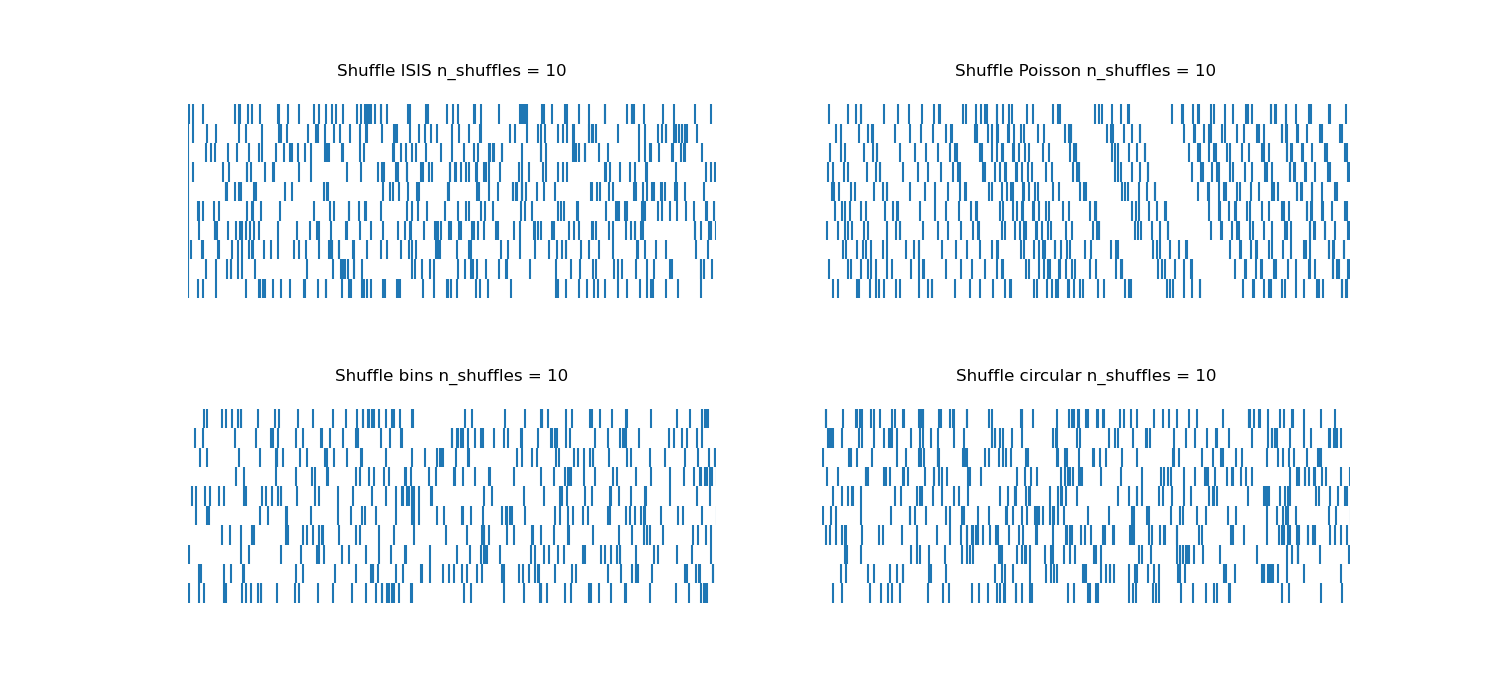 Shuffle ISIS n_shuffles = 10
Shuffle Poisson n_shuffles = 10
Shuffle bins n_shuffles = 10
Shuffle circular n_shuffles = 10